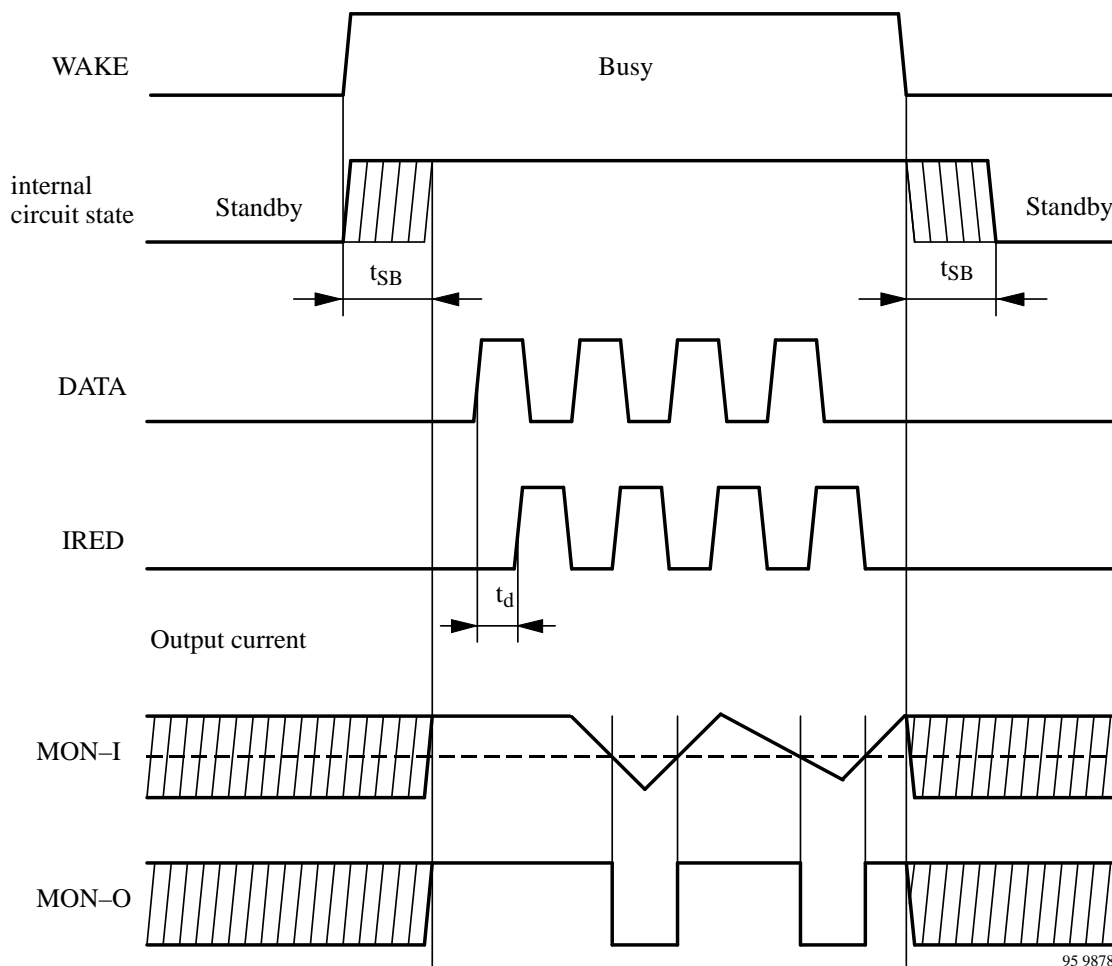 WAKE
Busy
internal
circuit state
Standby
Standby
tSB
tSB
DATA
IRED
td
Output current
MON–I
MON–O
95 9878